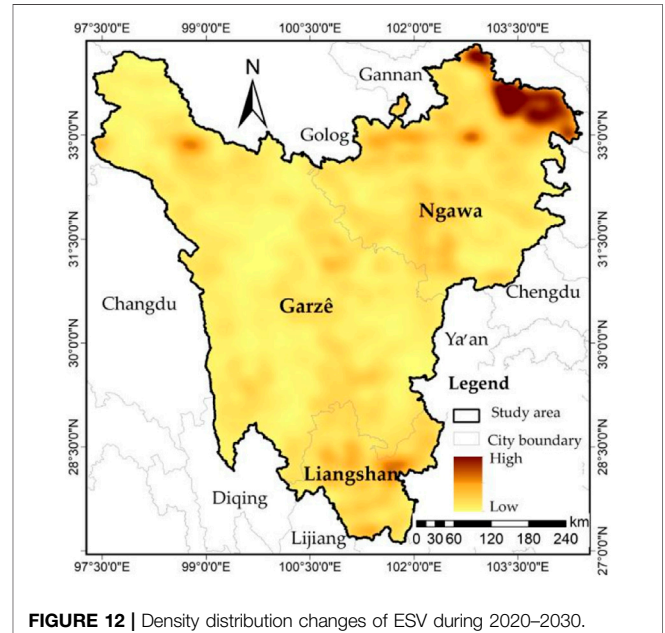 97°30'0"E 99°0'0"E 100°30'0"E 102°0'0"E 103°30'0"E
N
Gannan
Golog
33°0'0"N 33°0'0"N
Ngawa
31°30'0"N 31°30'0"N
Changdu
Garzê
Chengdu
30°0'0"N 30°0'0"N
Ya'an
Legend
Study area
City boundary
High
Low
28°30'0"N 28°30'0"N
Liangshan
Diqing
Lijiang
km
0 30 60 120 180 240
27°0'0"N
97°30'0"E 99°0'0"E 100°30'0"E 102°0'0"E 103°30'0"E
FIGURE 12 | Density distribution changes of ESV during 2020–2030.